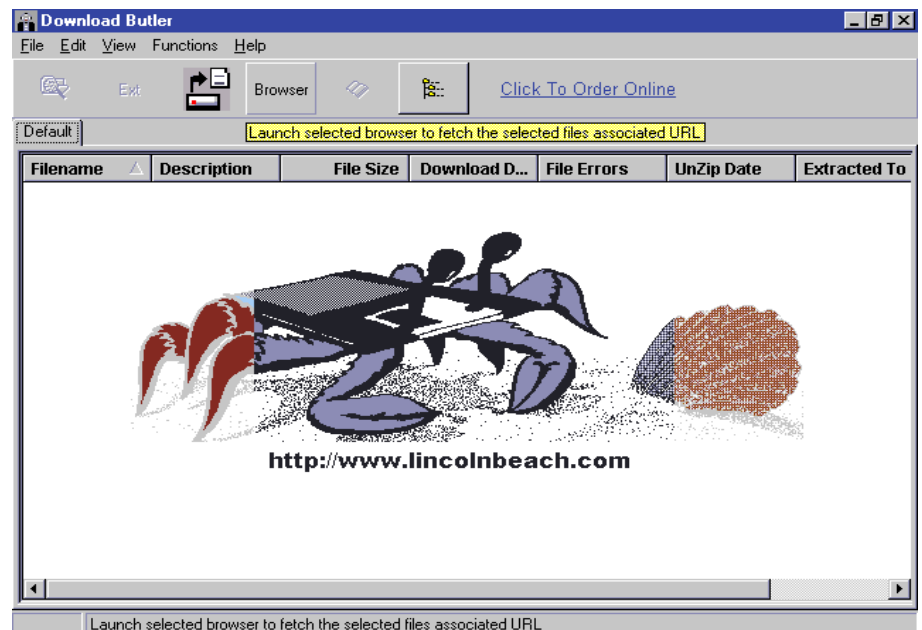 Download Butler
File Edit View Functions Help
Ext Browser Click To Order Online
Default Launch selected browser to fetch the selected files associated URL
Filename Description File Size Download D... File Errors UnZip Date Extracted To
http://www.lincolnbeach.com
Launch selected browser to fetch the selected files associated URL